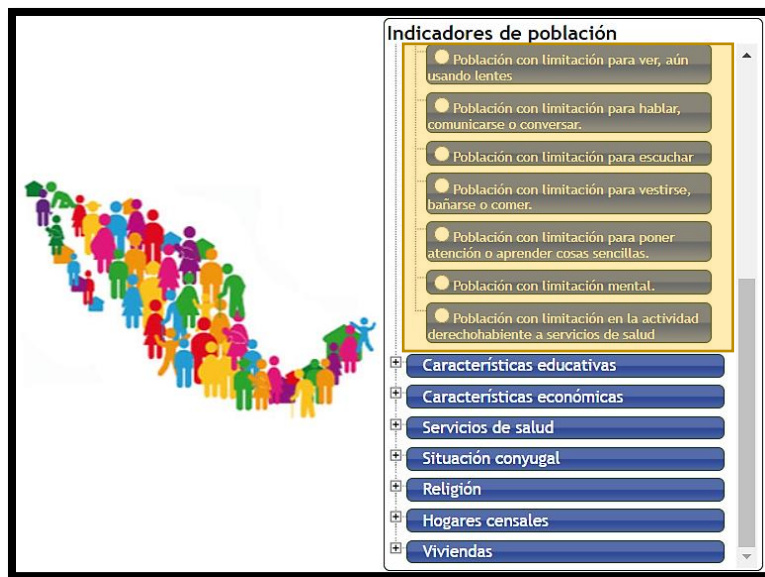 Indicadores de población
Población con limitación para ver, aún
usando lentes
Población con limitación para hablar,
comunicarse o conversar.
Población con limitación para escuchar
Población con limitación para vestirse,
bañarse o comer.
Población con limitación para poner
atención o aprender cosas sencillas.
Población con limitación mental.
Población con limitación en la actividad
derechohabiente a servicios de salud
Características educativas
Características económicas
Servicios de salud
Situación conyugal
Religión
Hogares censales
Viviendas